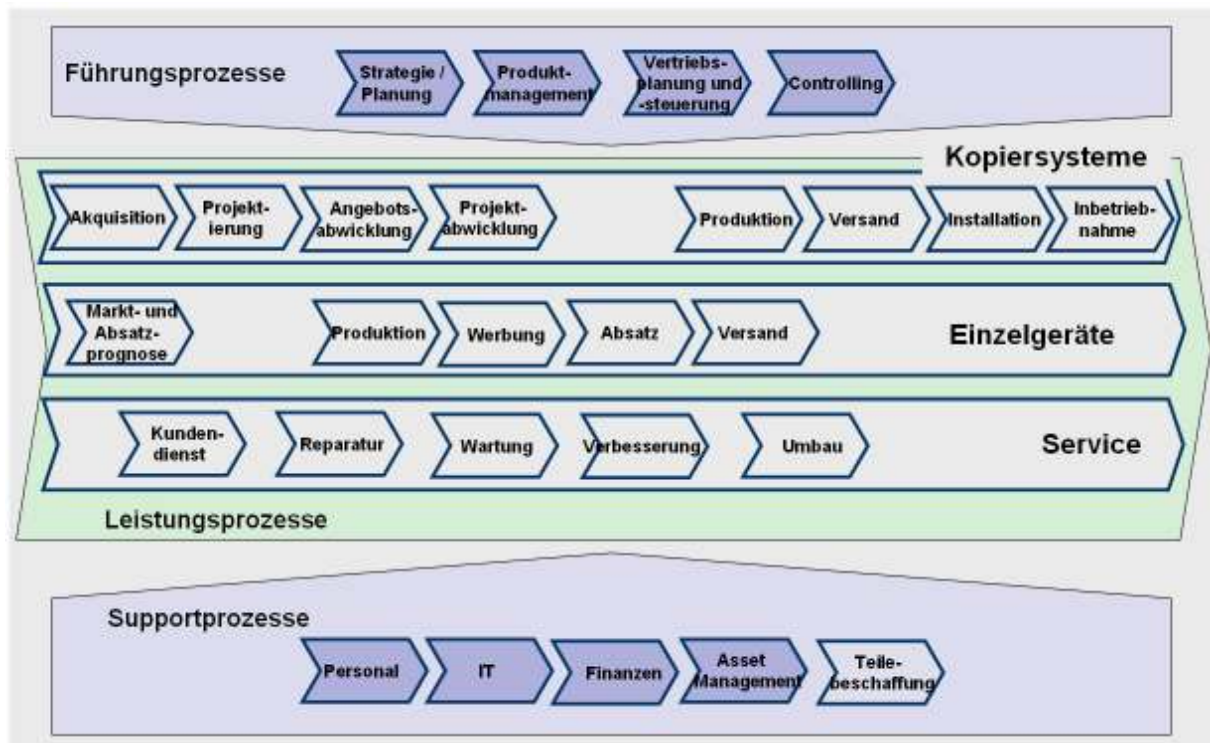 Führungsprozesse
Strategie /
Planung
Produkt-
management
Vertriebs-
planung und
-steuerung
Controlling
Kopiersysteme
Akquisition
Projekt-
ierung
Angebots-
abwicklung
Projekt-
abwicklung
Produktion
Versand
Installation
Inbetrieb-
nahme
Markt- und
Absatz-
prognose
Produktion
Werbung
Absatz
Versand
Einzelgeräte
Kunden-
dienst
Reparatur
Wartung
Verbesserung
Umbau
Service
Leistungsprozesse
Supportprozesse
Personal
IT
Finanzen
Asset
Management
Teile-
beschaffung